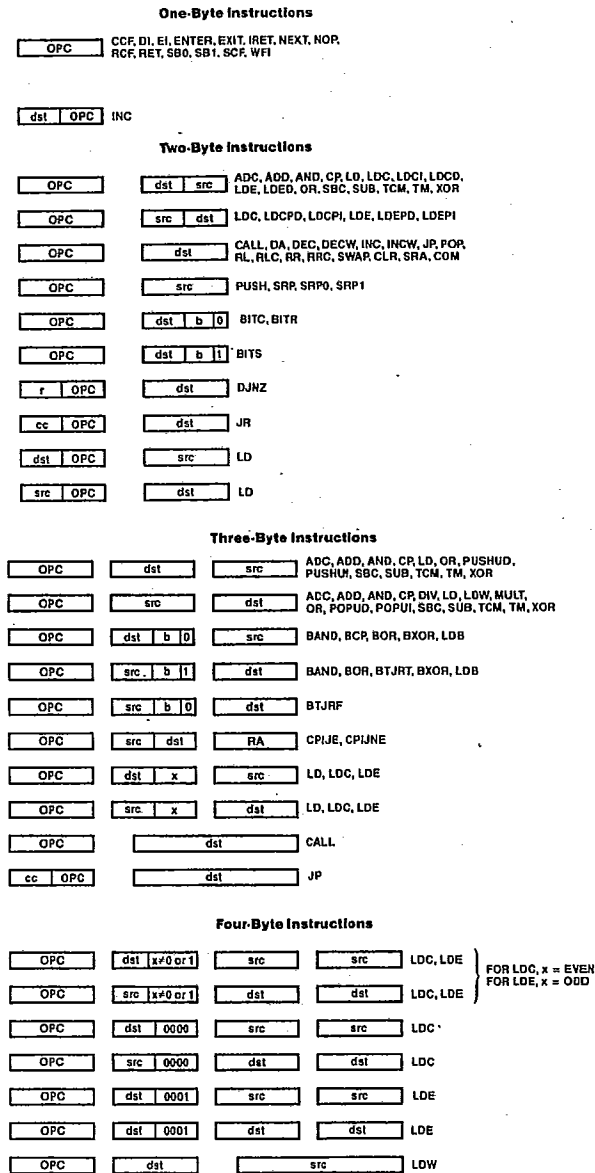 One-Byte Instructions
OPC CCF, DI, EI, ENTER, EXIT, IRET, NEXT, NOP,
RCF, RET, SB0, SB1, SCF, WFI
dst OPC INC
Two-Byte Instructions
OPC dst src ADC, ADD, AND, CP, LD, LDC, LDCI, LDCD,
LDE, LDED, OR, SBC, SUB, TCM, TM, XOR
OPC src dst LDC, LDCPD, LDCPI, LDE, LDEPD, LDEPI
OPC dst CALL, DA, DEC, DECW, INC, INCW, JP, POP,
RL, RLC, RR, RRC, SWAP, CLR, SRA, COM
OPC src PUSH, SRP, SRP0, SRP1
OPC dst b 0 BITC, BITR
OPC dst b 1 BITS
r OPC dst DJNZ
cc OPC dst JR
dst OPC src LD
src OPC dst LD
Three-Byte Instructions
OPC dst src ADC, ADD, AND, CP, LD, OR, PUSHUD,
PUSHUI, SBC, SUB, TCM, TM, XOR
OPC src dst ADC, ADD, AND, CP, DIV, LD, LDW, MULT,
OR, POPUD, POPUI, SBC, SUB, TCM, TM, XOR
OPC dst b 0 src BAND, BCP, BOR, BXOR, LDB
OPC src b 1 dst BAND, BOR, BTJRT, BXOR, LDB
OPC src b 0 dst BTJRF
OPC src dst RA CPIJE, CPIJNE
OPC dst x src LD, LDC, LDE
OPC src x dst LD, LDC, LDE
OPC dst CALL
cc OPC dst JP
Four-Byte Instructions
OPC dst x≠0 or 1 src src LDC, LDE
FOR LDC, x = EVEN
FOR LDE, x = ODD
OPC src x≠0 or 1 dst dst LDC, LDE
OPC dst 0000 src src LDC
OPC src 0000 dst dst LDC
OPC dst 0001 src src LDE
OPC dst 0001 dst dst LDE
OPC dst src LDW